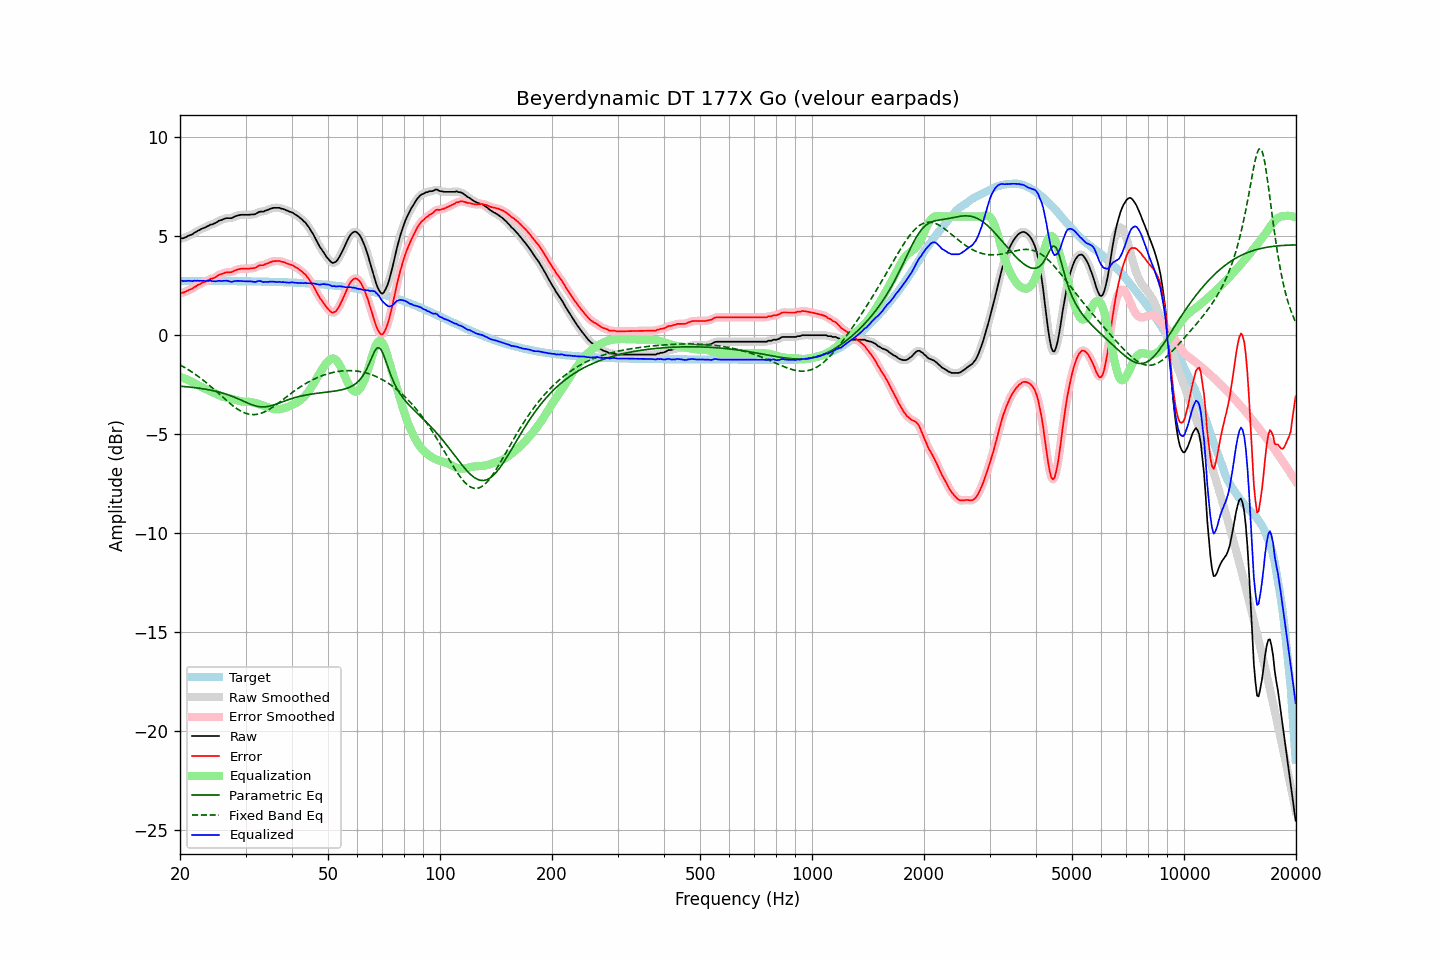 Beyerdynamic DT 177X Go (velour earpads)
10
5
0
−5
−10
−15
−20
−25
Amplitude (dBr)
Target
Raw Smoothed
Error Smoothed
Raw
Error
Equalization
Parametric Eq
Fixed Band Eq
Equalized
20 50 100 200 500 1000 2000 5000 10000 20000
Frequency (Hz)